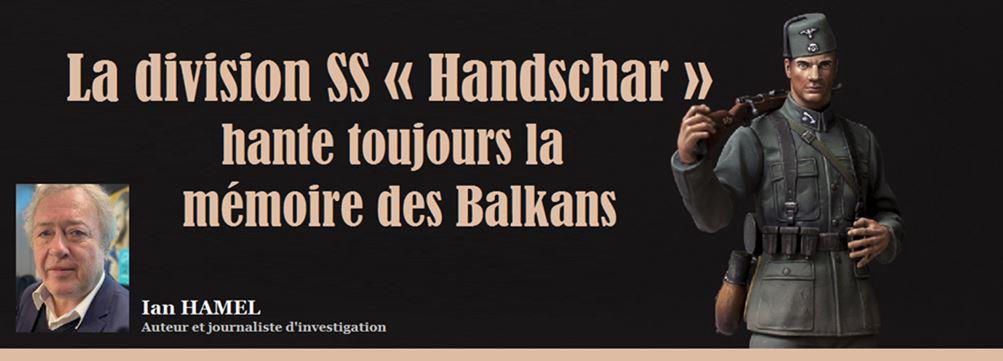 La division SS « Handschar »
hante toujours la
mémoire des Balkans
Ian HAMEL
Auteur et journaliste d'investigation